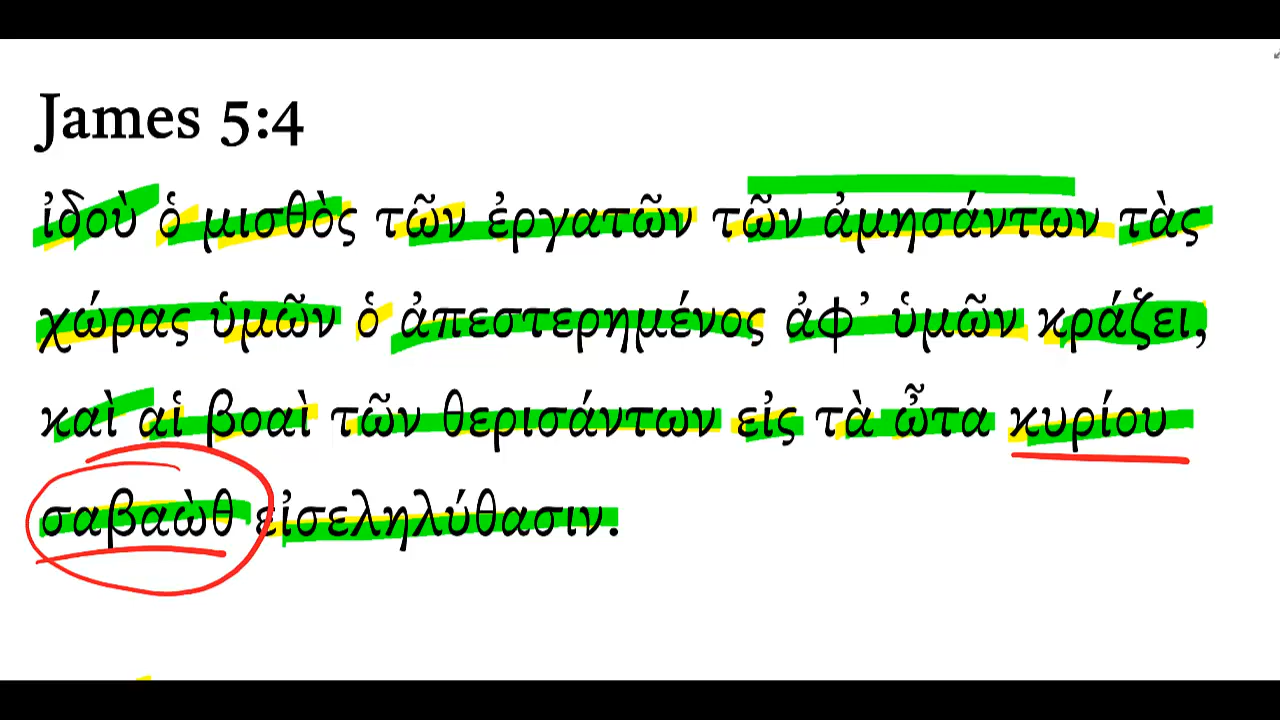 James 5:4
ἰδοὺ ὁ μισθὸς τῶν ἐργατῶν τῶν ἀμησάντων τὰς
χώρας ὑμῶν ὁ ἀπεστερημένος ἀφ’ ὑμῶν κράζει,
καὶ αἱ βοαὶ τῶν θερισάντων εἰς τὰ ὦτα κυρίου
σαβαὼθ εἰσεληλύθασιν.